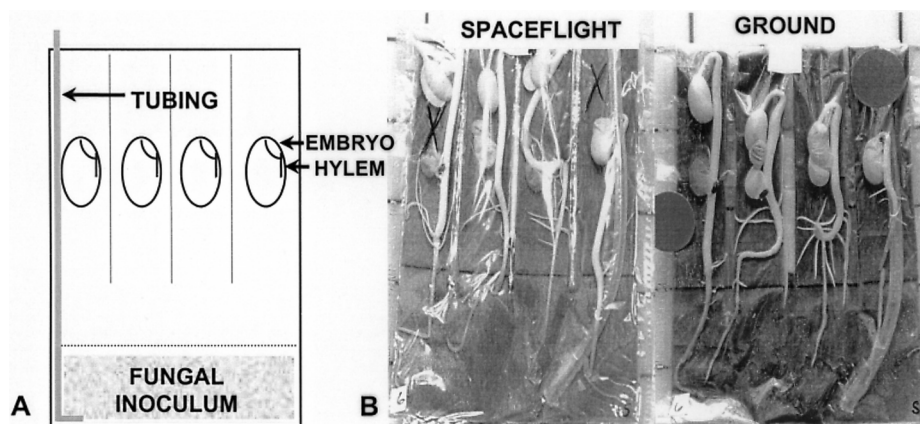 TUBING
EMBRYO
HYLEM
FUNGAL
INOCULUM
A
SPACEFLIGHT
GROUND
B